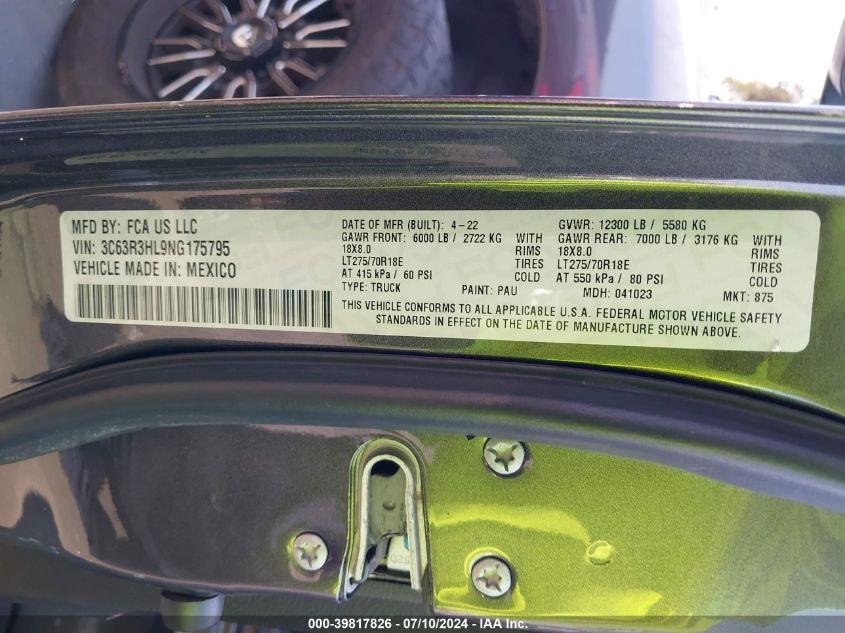 MFD BY: FCA US LLC
VIN: 3C63R3HL9NG175795
VEHICLE MADE IN: MEXICO
DATE OF MFR (BUILT): 4-22
GAWR FRONT: 6000 LB / 2722 KG
18X8.0 RIMS
LT275/70R18E TIRES
AT 415 kPa / 60 PSI COLD
TYPE: TRUCK PAINT: PAU
GVWR: 12300 LB / 5580 KG
GAWR REAR: 7000 LB / 3176 KG
18X8.0 RIMS
LT275/70R18E TIRES
AT 550 kPa / 80 PSI COLD
MDH: 041023 MKT: 875
THIS VEHICLE CONFORMS TO ALL APPLICABLE U.S.A. FEDERAL MOTOR VEHICLE SAFETY
STANDARDS IN EFFECT ON THE DATE OF MANUFACTURE SHOWN ABOVE.
000-39817826 - 07/10/2024 - IAA Inc.